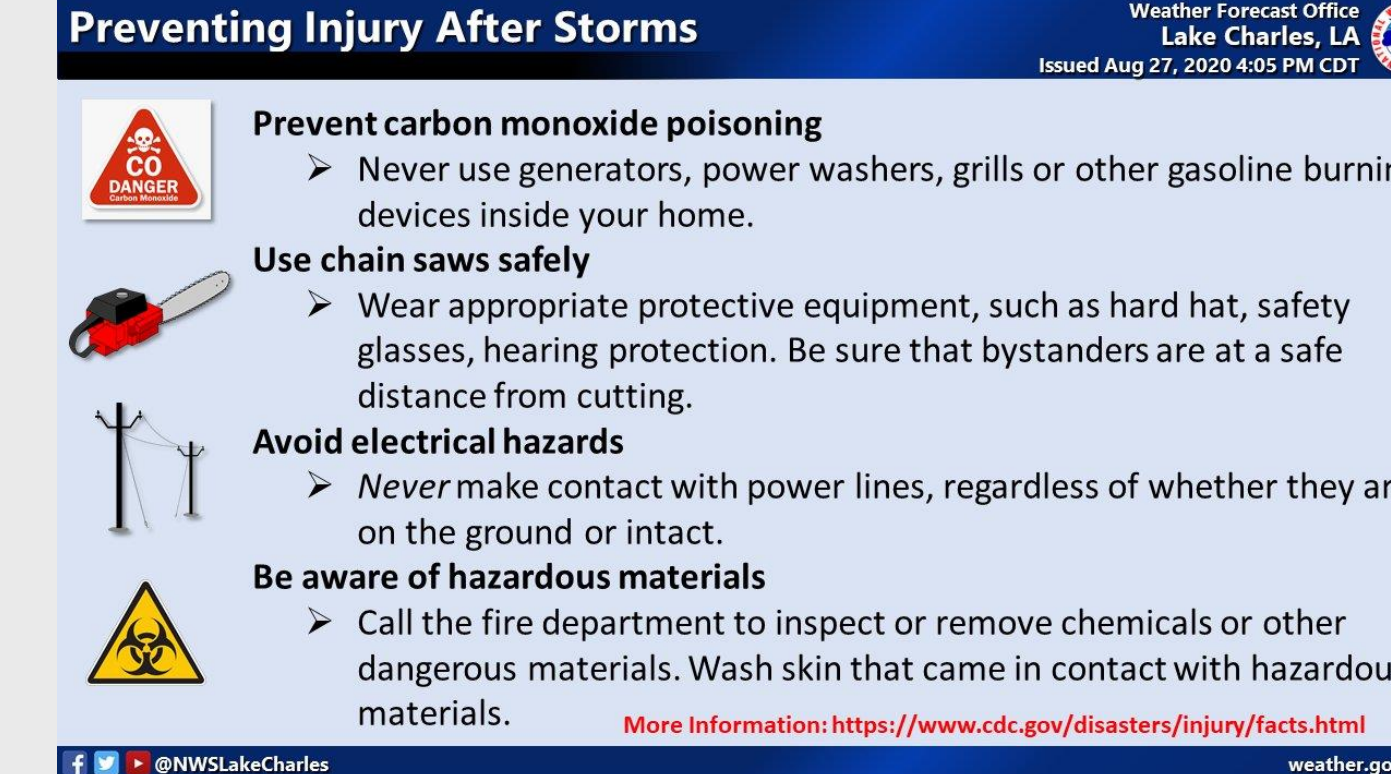 Preventing Injury After Storms
Weather Forecast Office
Lake Charles, LA
Issued Aug 27, 2020 4:05 PM CDT
CO
DANGER
Carbon Monoxide
Prevent carbon monoxide poisoning
➢ Never use generators, power washers, grills or other gasoline burnin
devices inside your home.
Use chain saws safely
➢ Wear appropriate protective equipment, such as hard hat, safety
glasses, hearing protection. Be sure that bystanders are at a safe
distance from cutting.
Avoid electrical hazards
➢ Never make contact with power lines, regardless of whether they ar
on the ground or intact.
Be aware of hazardous materials
➢ Call the fire department to inspect or remove chemicals or other
dangerous materials. Wash skin that came in contact with hazardou
materials.
More Information: https://www.cdc.gov/disasters/injury/facts.html
@NWSLakeCharles
weather.go